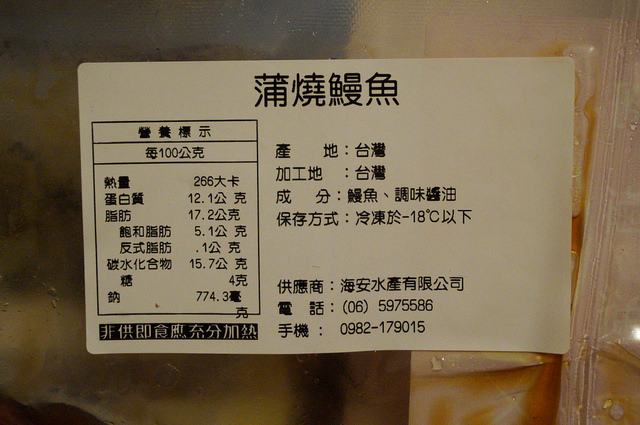 蒲燒鰻魚
營養標示
每100公克
熱量 266大卡
蛋白質 12.1公 克
脂肪 17.2公克
飽和脂肪 5.1公 克
反式脂肪 .1公 克
碳水化合物 15.7公 克
糖 4克
鈉 774.3毫
克
非供即食應充分加熱
產 地：台灣
加工地 ：台灣
成 分：鰻魚、調味醬油
保存方式：冷凍於-18℃以下
供應商：海安水產有限公司
電 話：(06) 5975586
手機： 0982-179015